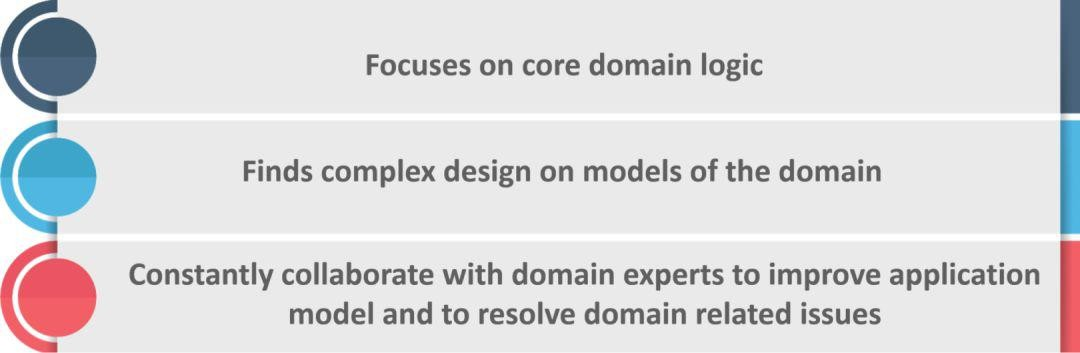 Focuses on core domain logic
Finds complex design on models of the domain
Constantly collaborate with domain experts to improve application
model and to resolve domain related issues